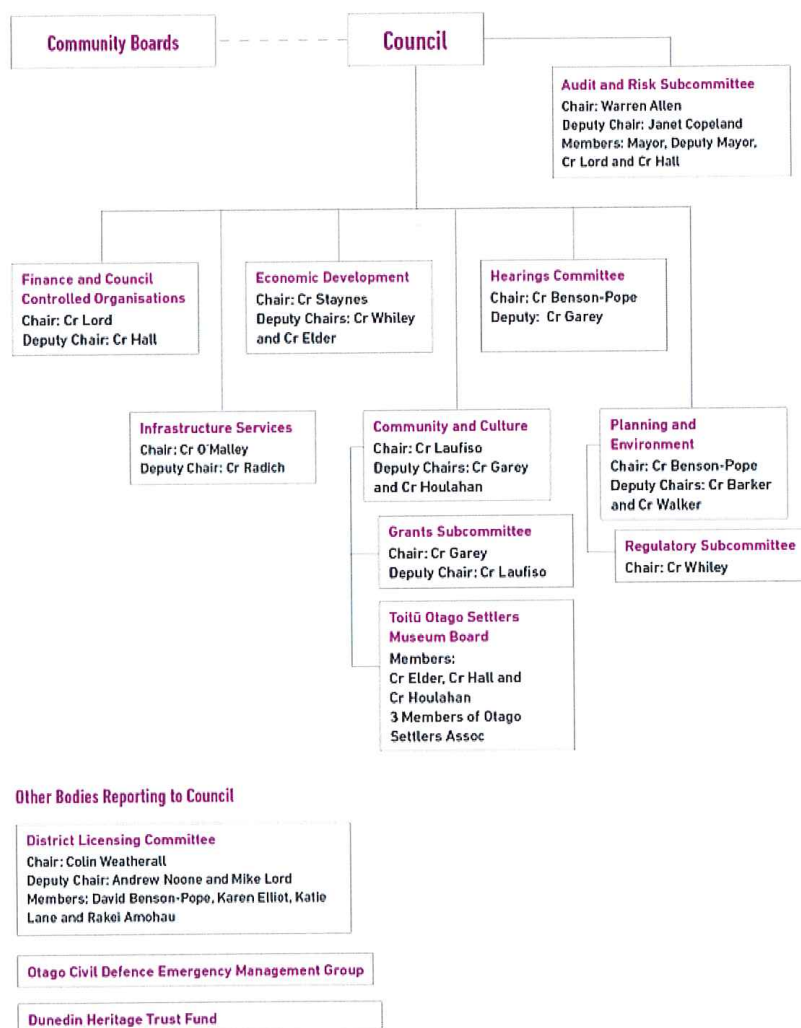 Community Boards
Council
Audit and Risk Subcommittee
Chair: Warren Allen
Deputy Chair: Janet Copeland
Members: Mayor, Deputy Mayor,
Cr Lord and Cr Hall
Finance and Council
Controlled Organisations
Chair: Cr Lord
Deputy Chair: Cr Hall
Economic Development
Chair: Cr Staynes
Deputy Chairs: Cr Whiley
and Cr Elder
Hearings Committee
Chair: Cr Benson-Pope
Deputy: Cr Garey
Infrastructure Services
Chair: Cr O'Malley
Deputy Chair: Cr Radich
Community and Culture
Chair: Cr Laufiso
Deputy Chairs: Cr Garey
and Cr Houlahan
Planning and
Environment
Chair: Cr Benson-Pope
Deputy Chairs: Cr Barker
and Cr Walker
Grants Subcommittee
Chair: Cr Garey
Deputy Chair: Cr Laufiso
Regulatory Subcommittee
Chair: Cr Whiley
Toitū Otago Settlers
Museum Board
Members:
Cr Elder, Cr Hall and
Cr Houlahan
3 Members of Otago
Settlers Assoc
Other Bodies Reporting to Council
District Licensing Committee
Chair: Colin Weatherall
Deputy Chair: Andrew Noone and Mike Lord
Members: David Benson-Pope, Karen Elliot, Katie
Lane and Rakei Amohau
Otago Civil Defence Emergency Management Group
Dunedin Heritage Trust Fund